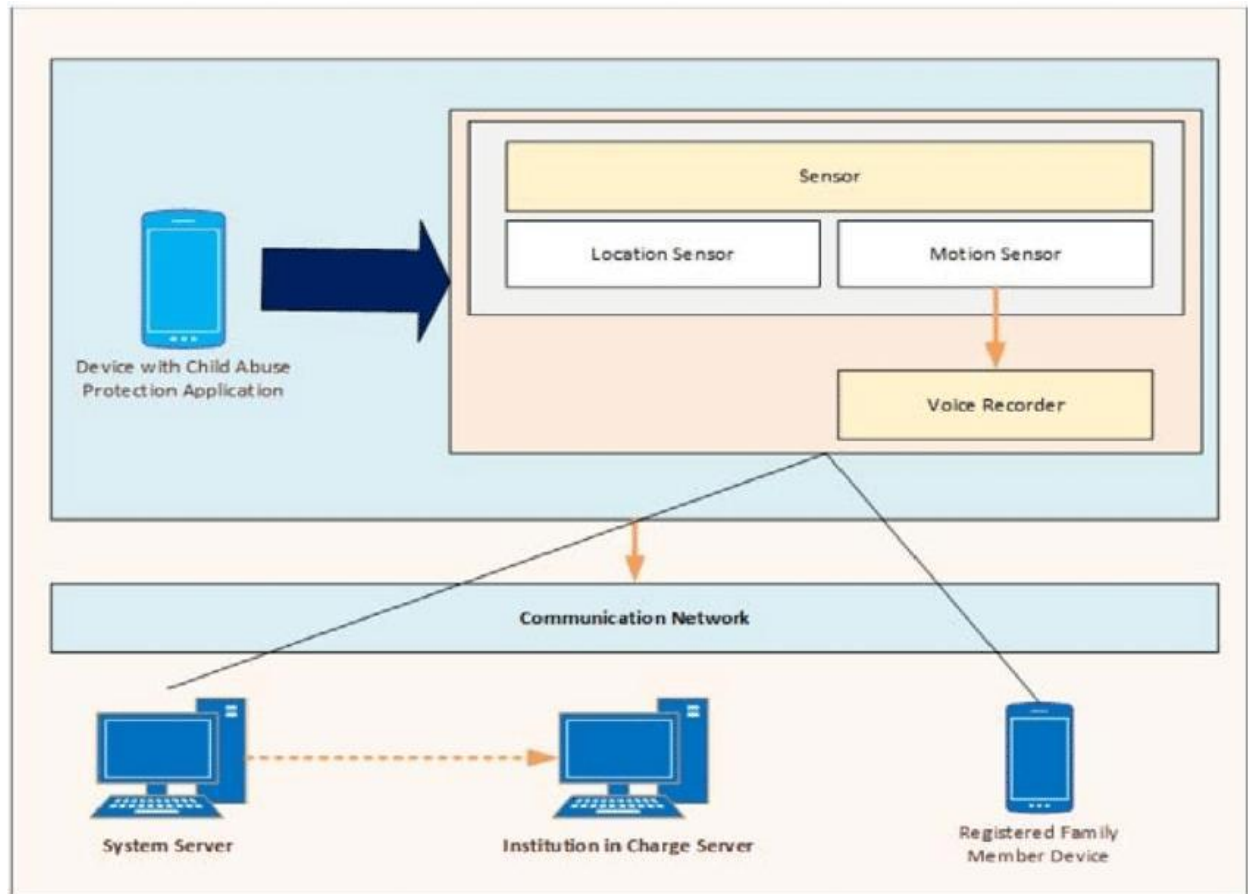 Sensor
Location Sensor
Motion Sensor
Device with Child Abuse
Protection Application
Voice Recorder
Communication Network
System Server
Institution in Charge Server
Registered Family
Member Device